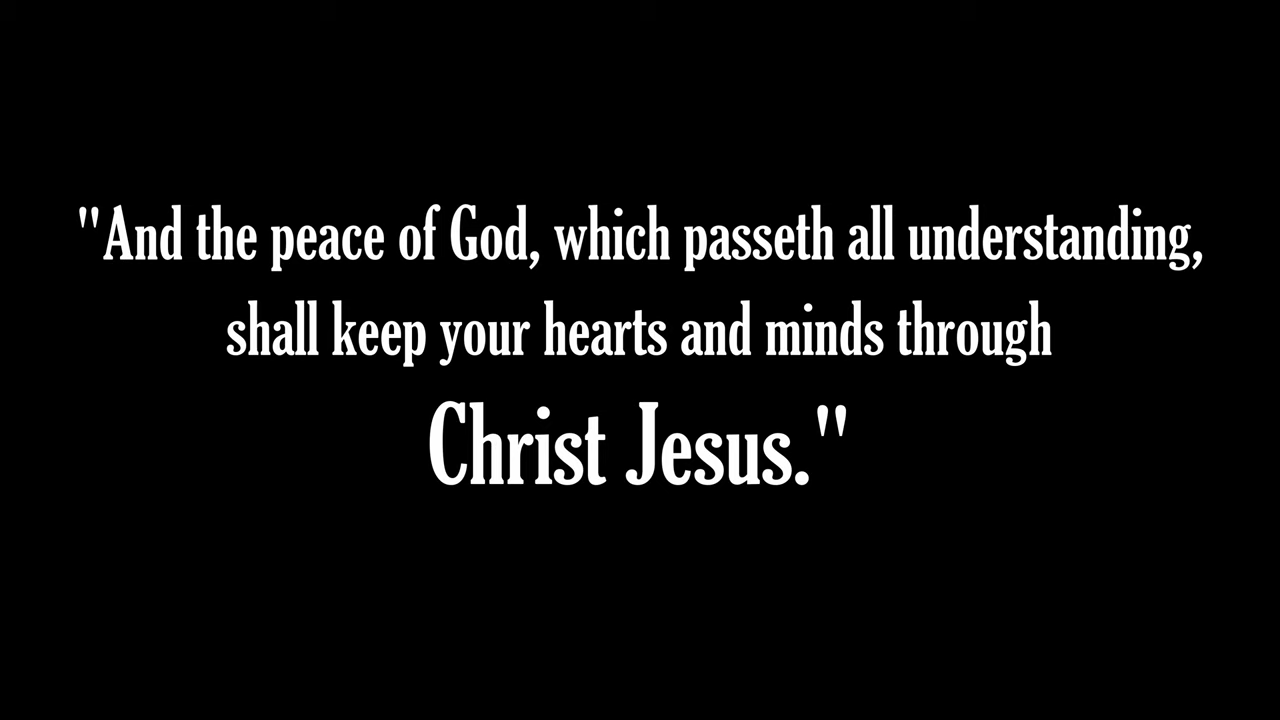 "And the peace of God, which passeth all understanding,
shall keep your hearts and minds through
Christ Jesus."